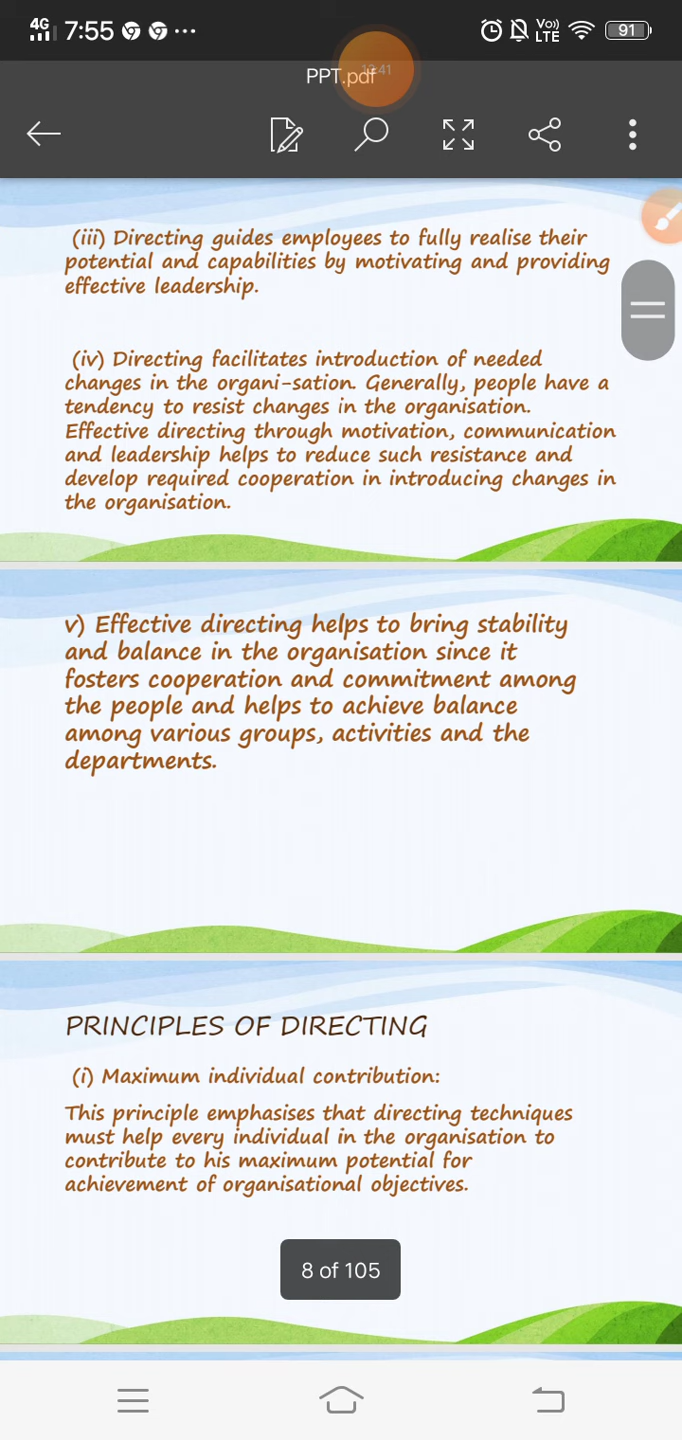 4G 7:55 ... Vo)) LTE 91
PPT.pdf 12:41
(iii) Directing guides employees to fully realise their
potential and capabilities by motivating and providing
effective leadership.
(iv) Directing facilitates introduction of needed
changes in the organi-sation. Generally, people have a
tendency to resist changes in the organisation.
Effective directing through motivation, communication
and leadership helps to reduce such resistance and
develop required cooperation in introducing changes in
the organisation.
v) Effective directing helps to bring stability
and balance in the organisation since it
fosters cooperation and commitment among
the people and helps to achieve balance
among various groups, activities and the
departments.
PRINCIPLES OF DIRECTING
(i) Maximum individual contribution:
This principle emphasises that directing techniques
must help every individual in the organisation to
contribute to his maximum potential for
achievement of organisational objectives.
8 of 105